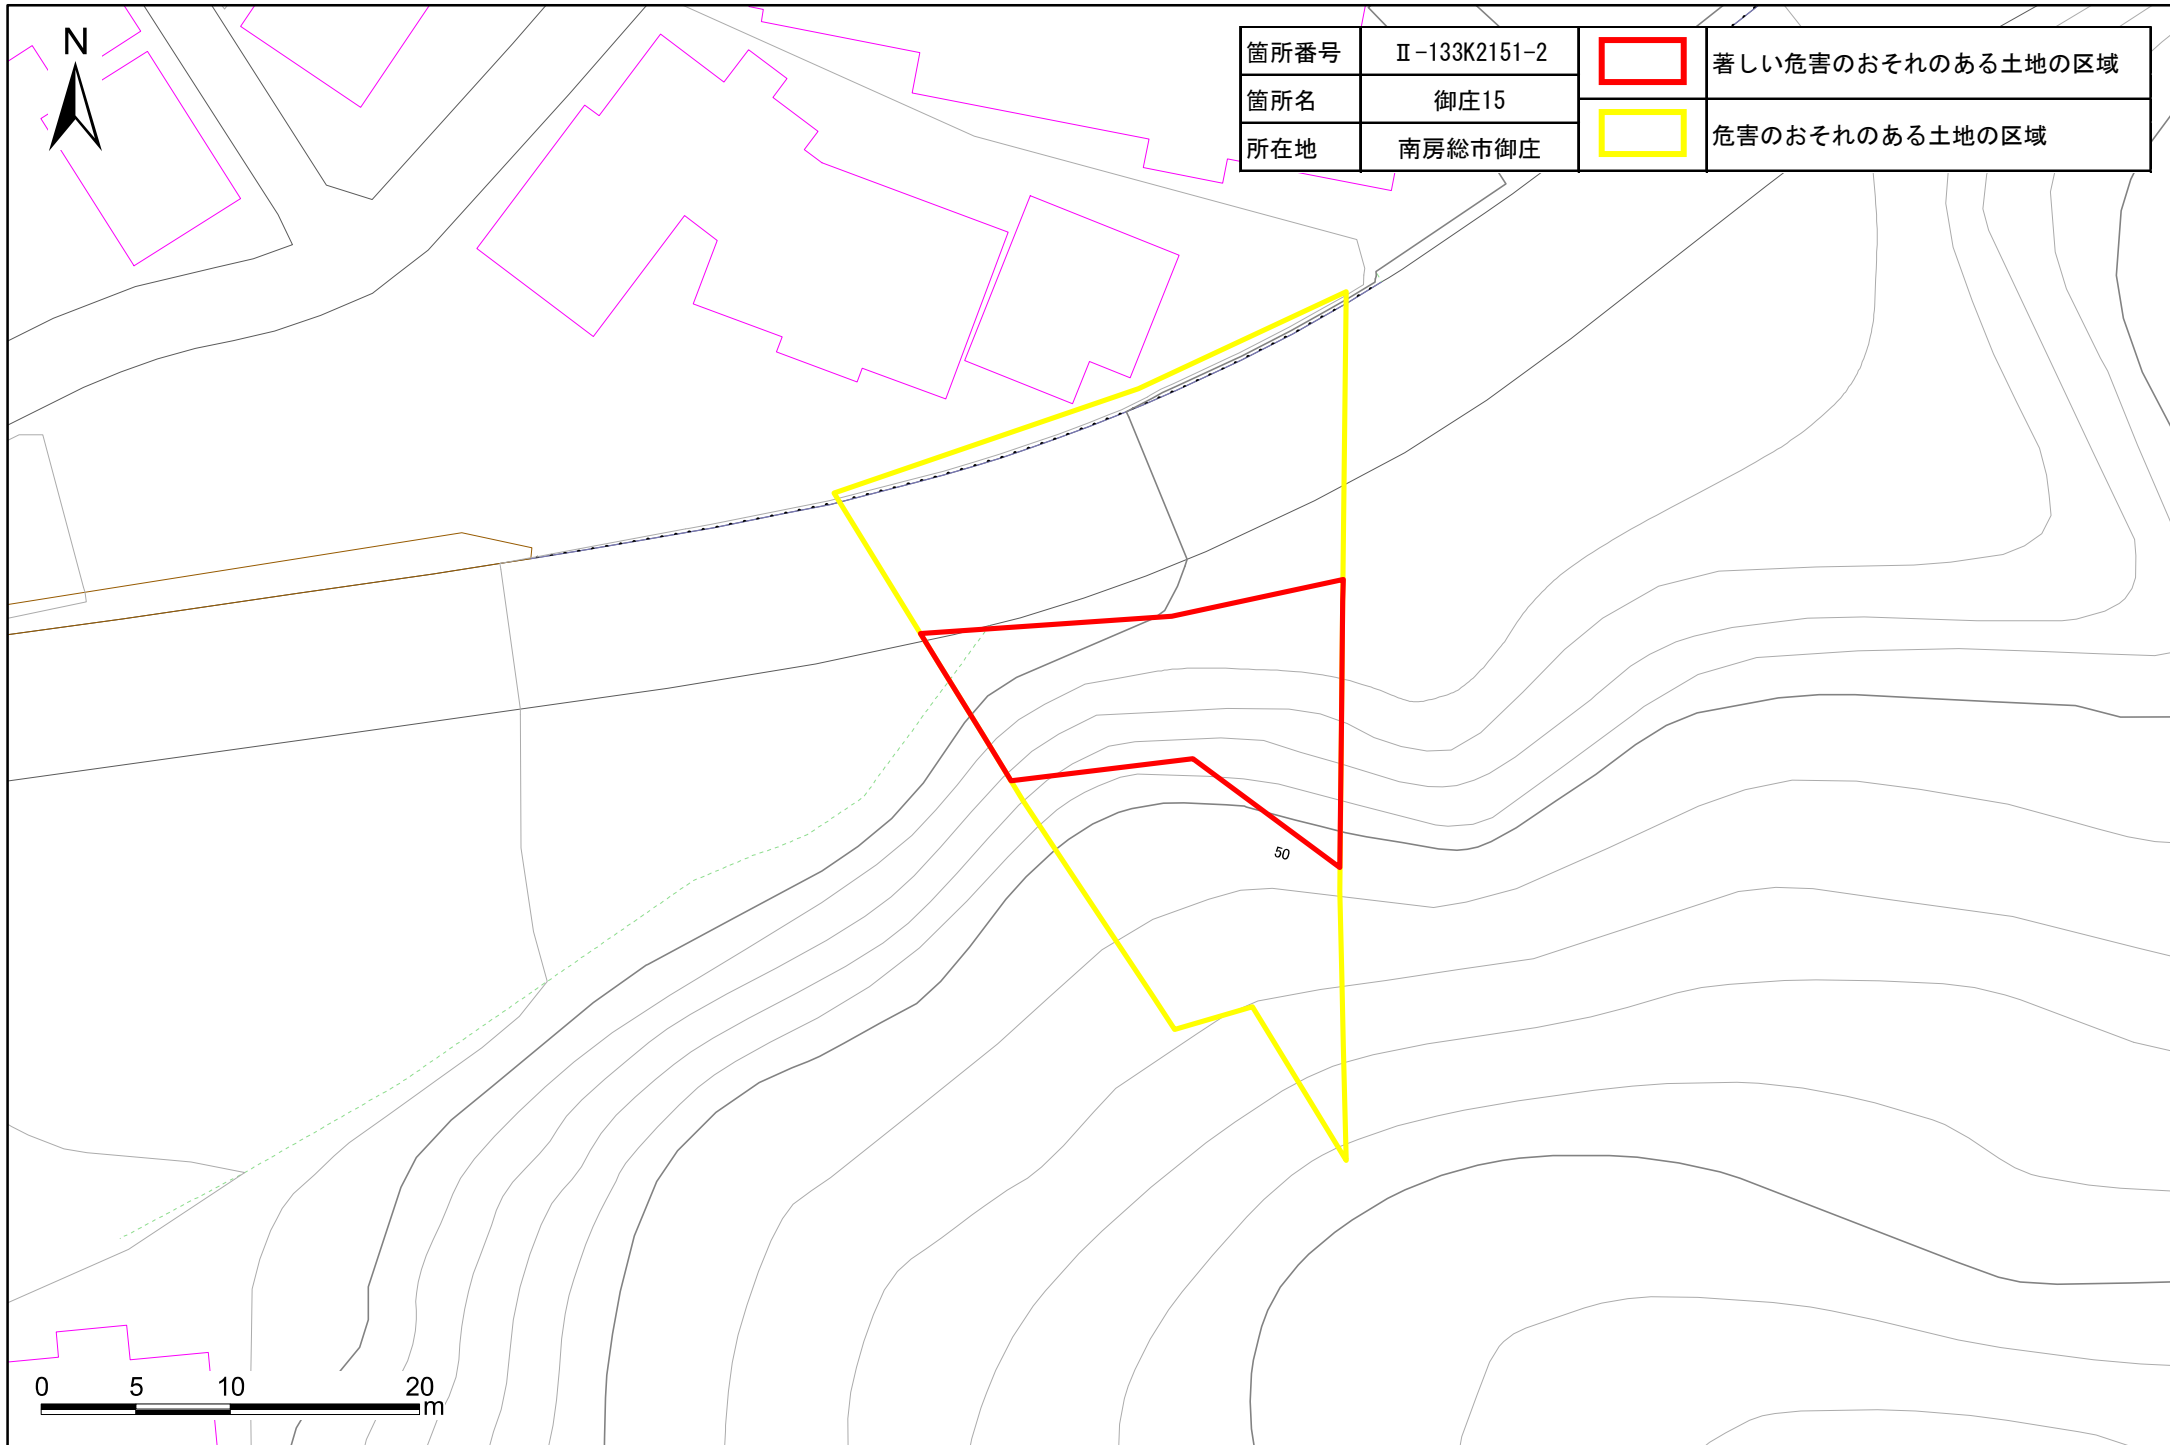 N
箇所番号 Ⅱ-133K2151-2 著しい危害のおそれのある土地の区域
箇所名 御庄15
所在地 南房総市御庄 危害のおそれのある土地の区域
50
0 5 10 20
m